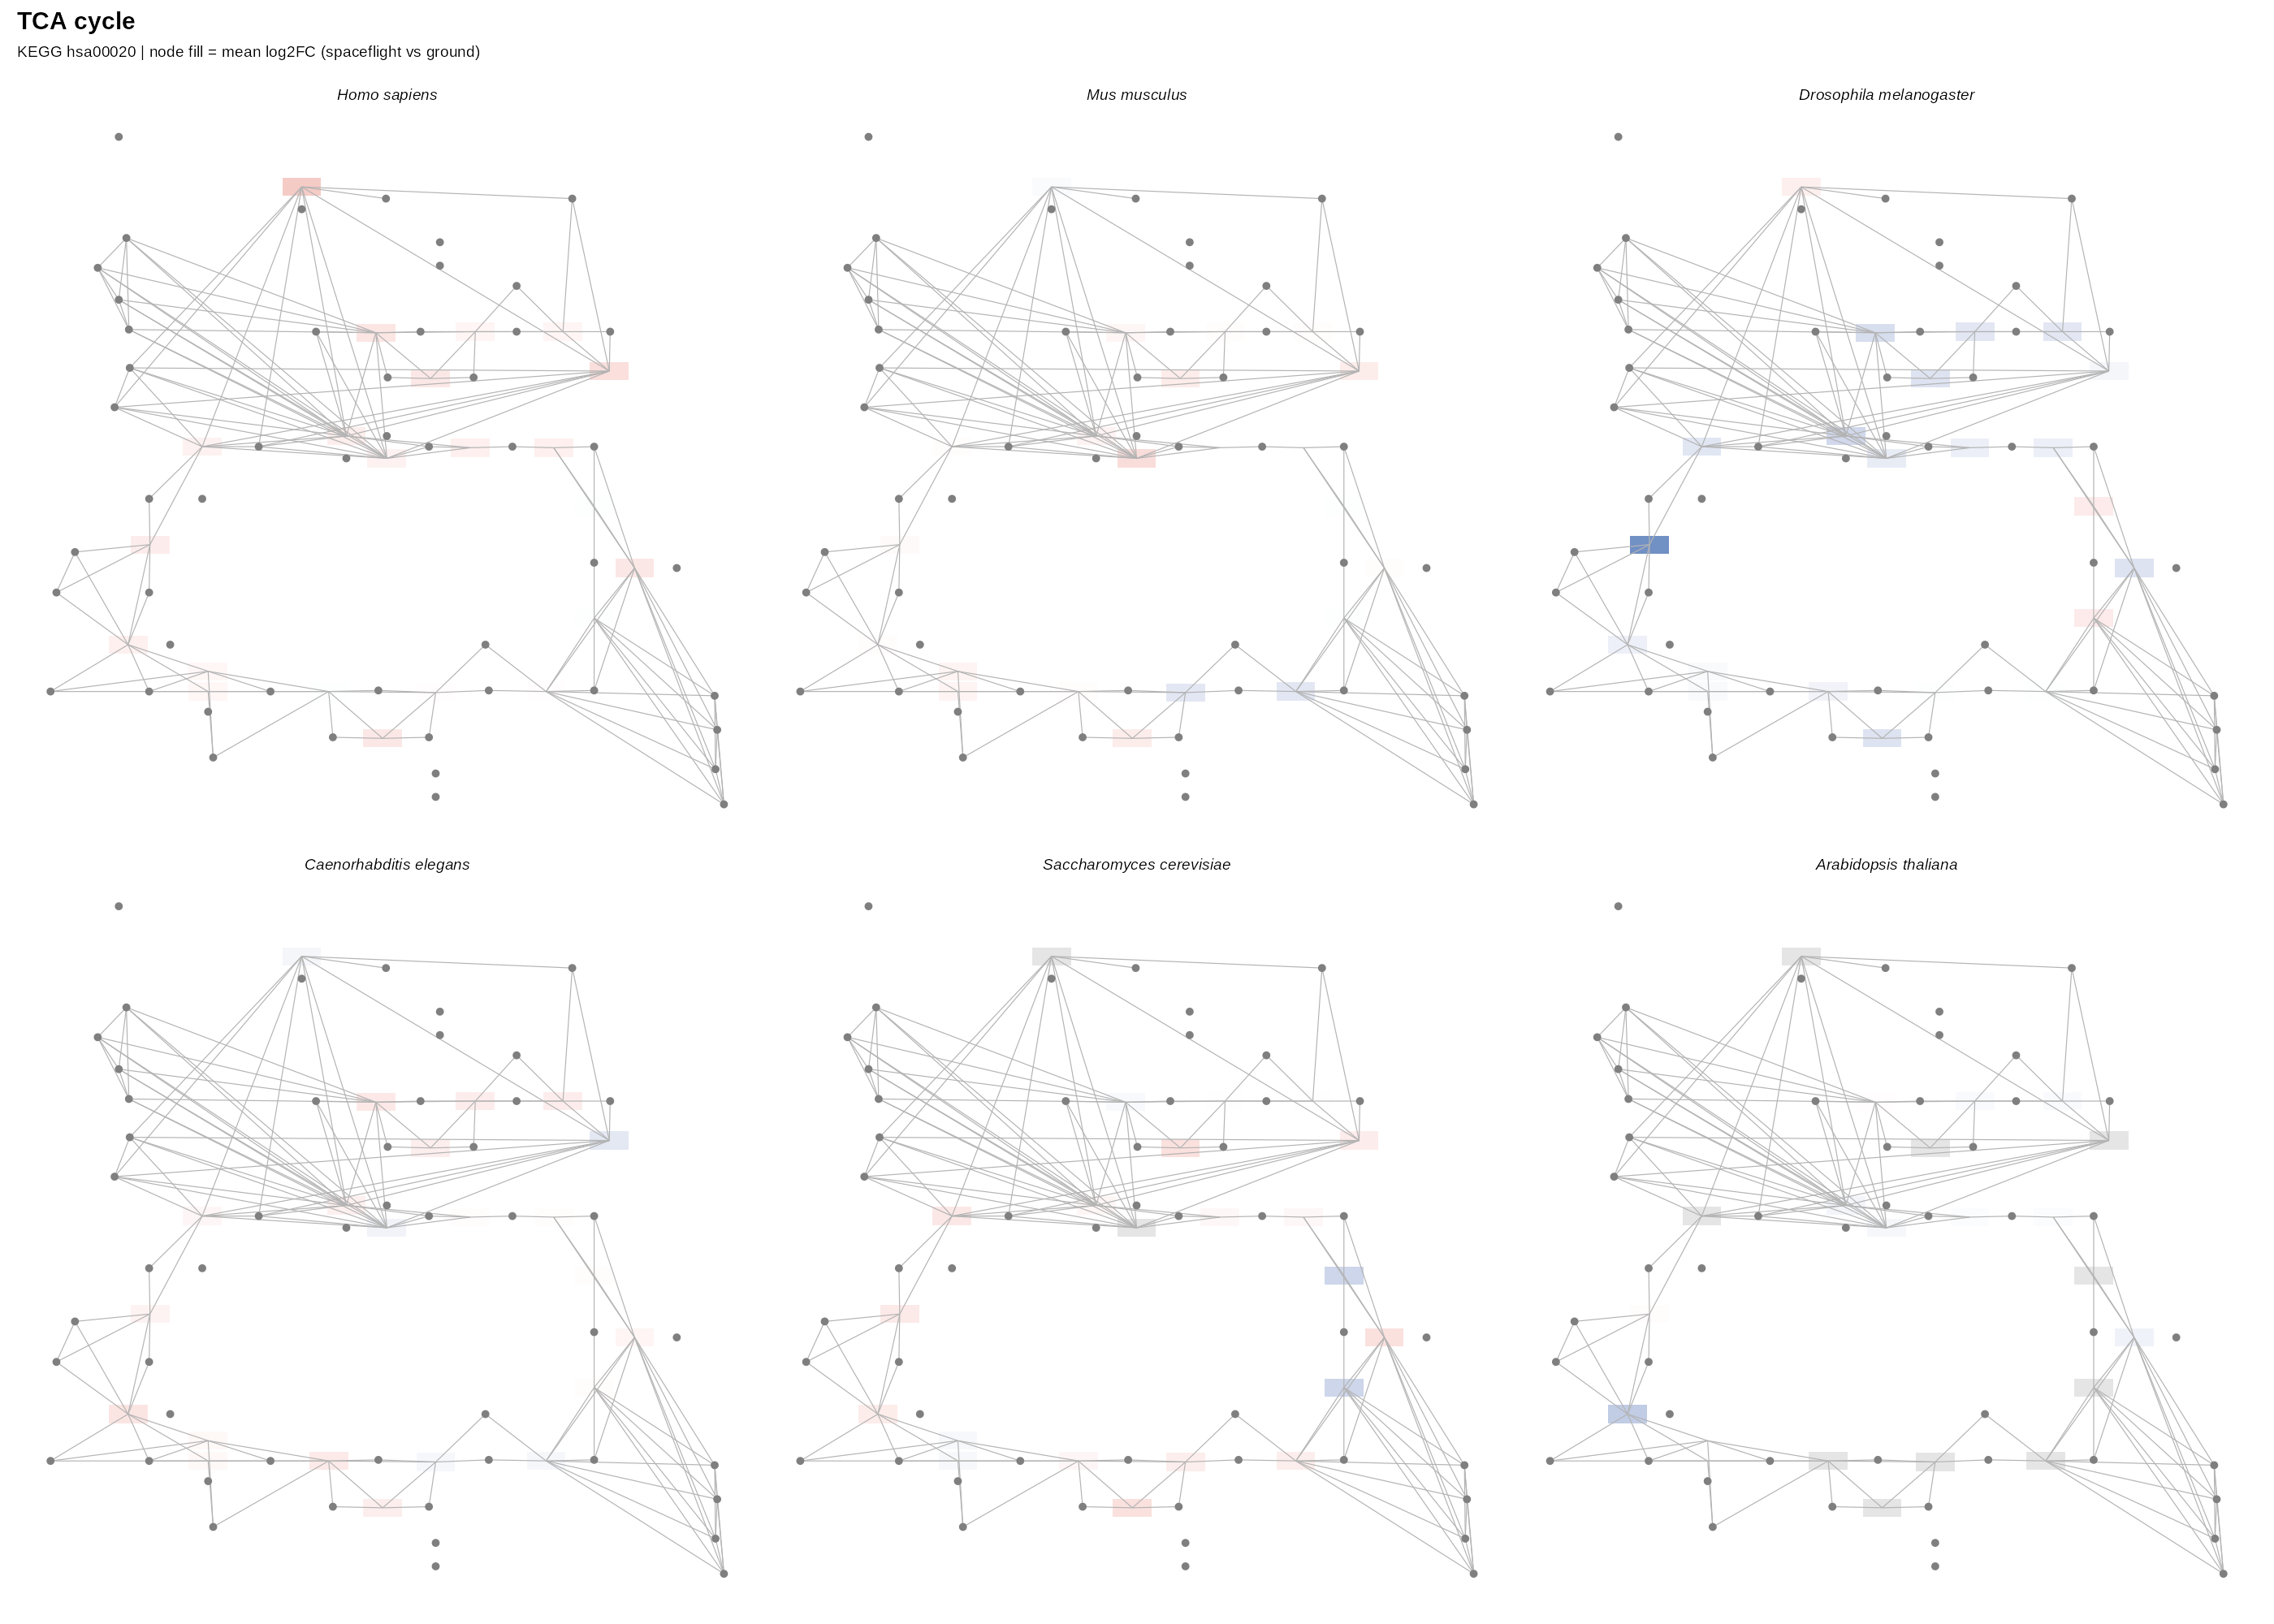 TCA cycle
KEGG hsa00020 | node fill = mean log2FC (spaceflight vs ground)
Homo sapiens
Mus musculus
Drosophila melanogaster
Caenorhabditis elegans
Saccharomyces cerevisiae
Arabidopsis thaliana